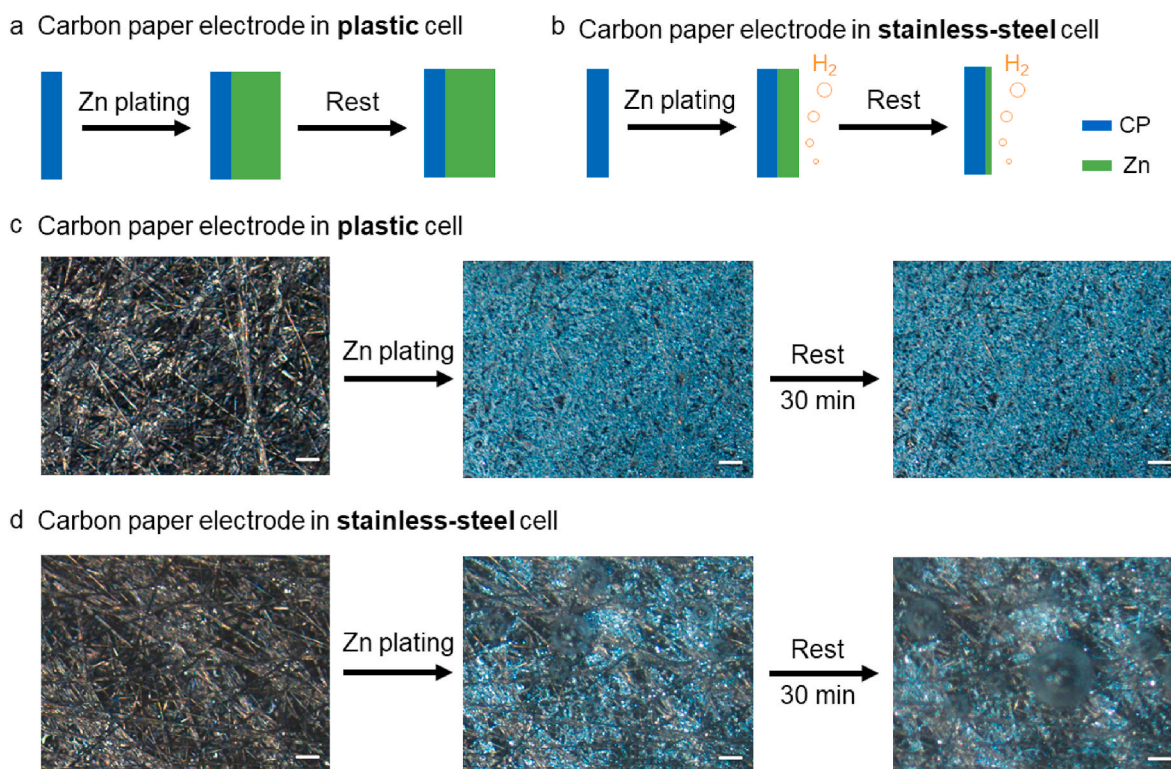 a Carbon paper electrode in plastic cell
Zn plating
Rest
b Carbon paper electrode in stainless-steel cell
Zn plating
H₂
Rest
H₂
CP
Zn
c Carbon paper electrode in plastic cell
Zn plating
Rest
30 min
d Carbon paper electrode in stainless-steel cell
Zn plating
Rest
30 min